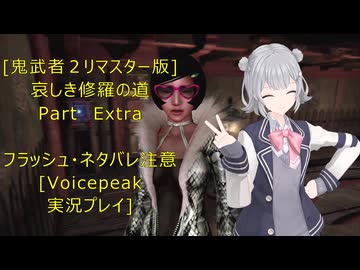 [鬼武者２リマスター版]
哀しき修羅の道
Part Extra
フラッシュ・ネタバレ注意
[Voicepeak
実況プレイ]